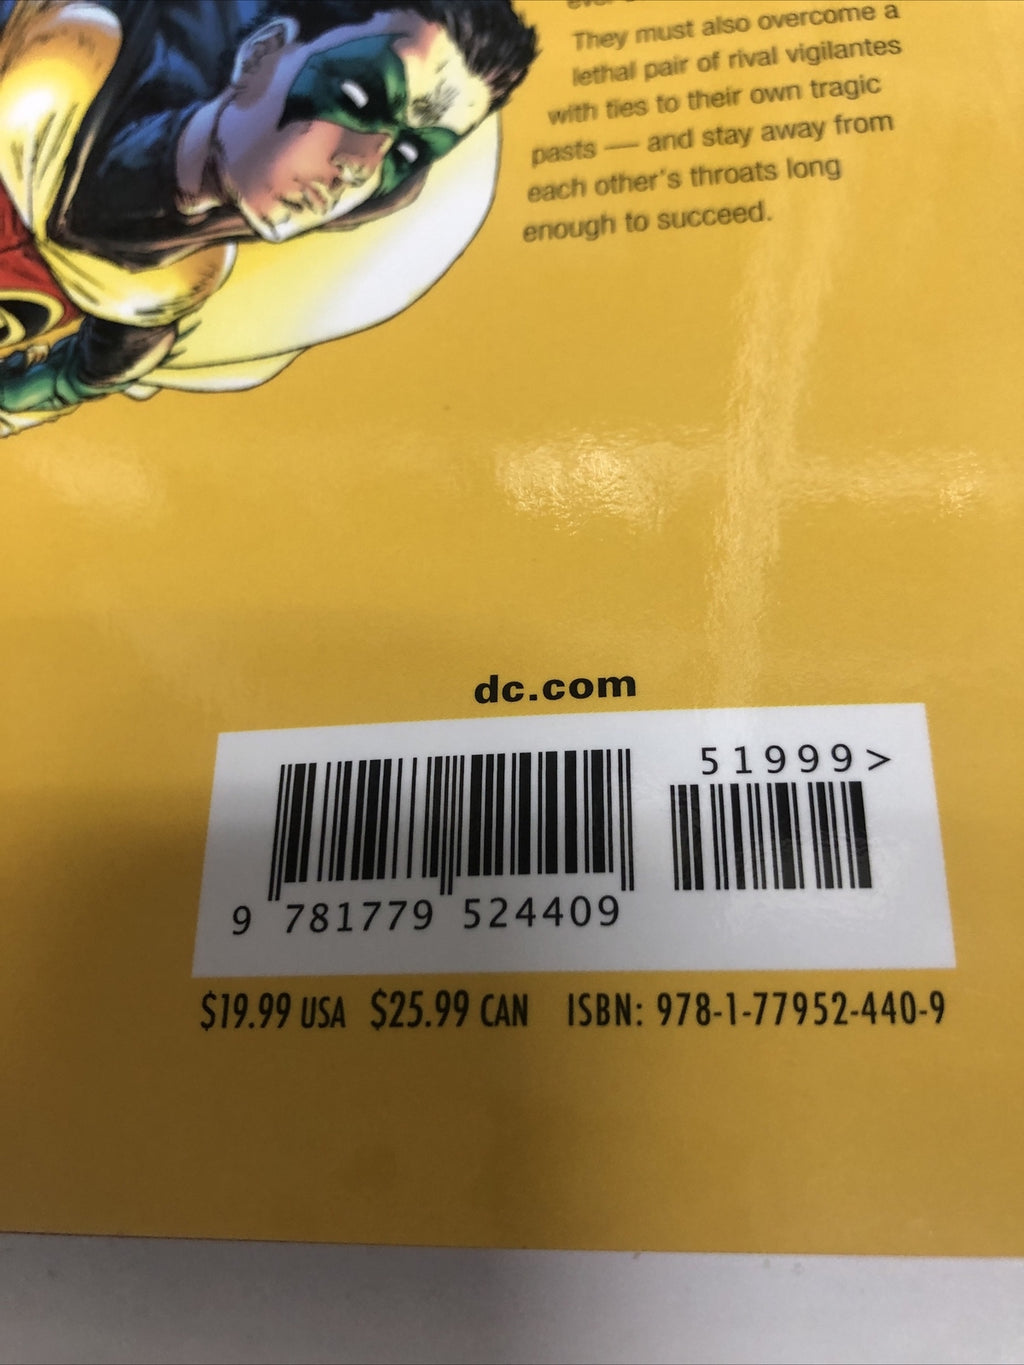 They must also overcome a
lethal pair of rival vigilantes
with ties to their own tragic
pasts — and stay away from
each other's throats long
enough to succeed.
dc.com
51999>
9 781779 524409
$19.99 USA $25.99 CAN ISBN: 978-1-77952-440-9